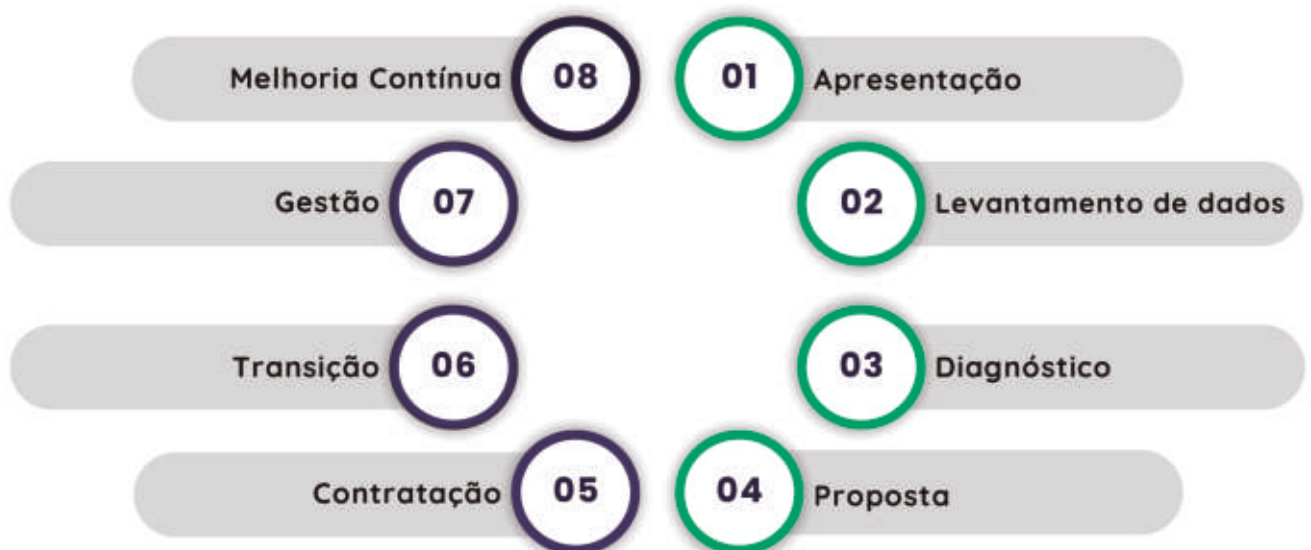 Melhoria Contínua 08 01 Apresentação
Gestão 07 02 Levantamento de dados
Transição 06 03 Diagnóstico
Contratação 05 04 Proposta